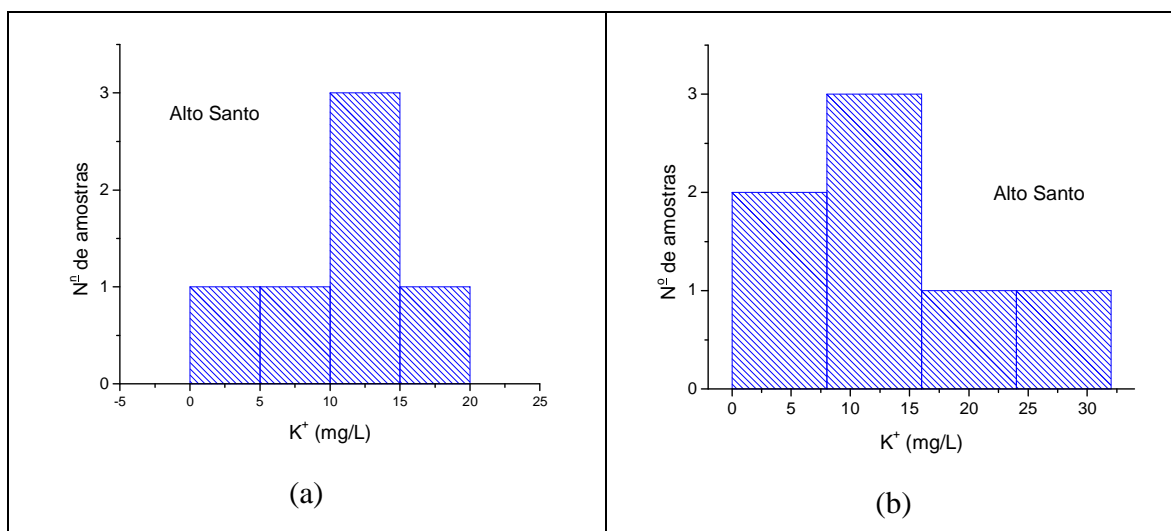 Alto Santo
Nº de amostras
3
2
1
0
-5 0 5 10 15 20 25
K⁺ (mg/L)
(a)
Alto Santo
Nº de amostras
3
2
1
0
0 5 10 15 20 25 30
K⁺ (mg/L)
(b)